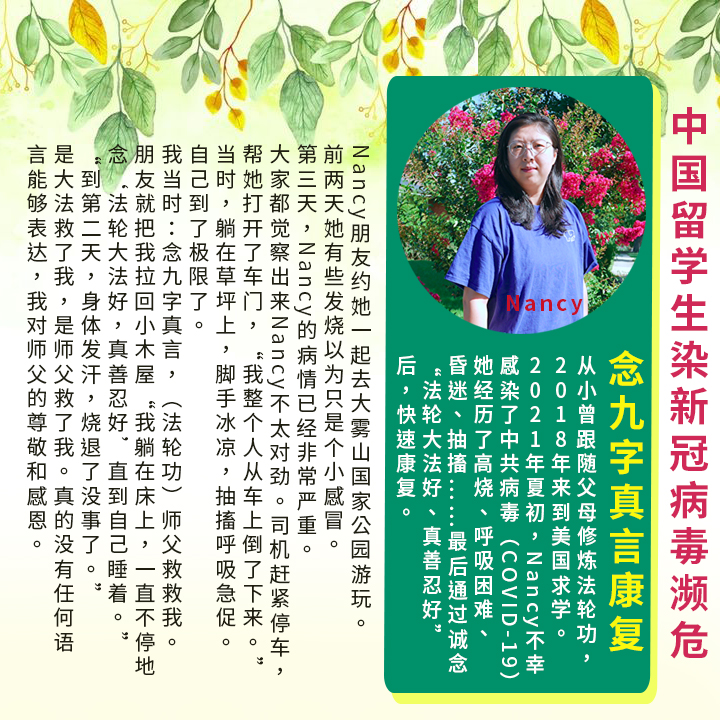 中国留学生染新冠病毒濒危
念九字真言康复
Nancy
从小曾跟随父母修炼法轮功，
2018年来到美国求学。
2021年夏初，Nancy不幸
感染了中共病毒（COVID-19）
她经历了高烧、呼吸困难、
昏迷、抽搐……最后通过诚念
“法轮大法好、真善忍好”
后，快速康复。
Nancy朋友约她一起去大雾山国家公园游玩。
前两天她有些发烧以为只是个小感冒。
第三天，Nancy的病情已经非常严重。
大家都觉察出来Nancy不太对劲。司机赶紧停车，
帮她打开了车门，“我整个人从车上倒了下来。”
当时，躺在草坪上，脚手冰凉，抽搐呼吸急促。
自己到了极限了。
我当时：念九字真言，（法轮功）师父救救我。
朋友就把我拉回小木屋“我躺在床上，一直不停地
念“法轮大法好，真善忍好”直到自己睡着。”
“到第二天，身体发汗，烧退了没事了。”
是大法救了我，是师父救了我。真的没有任何语
言能够表达，我对师父的尊敬和感恩。